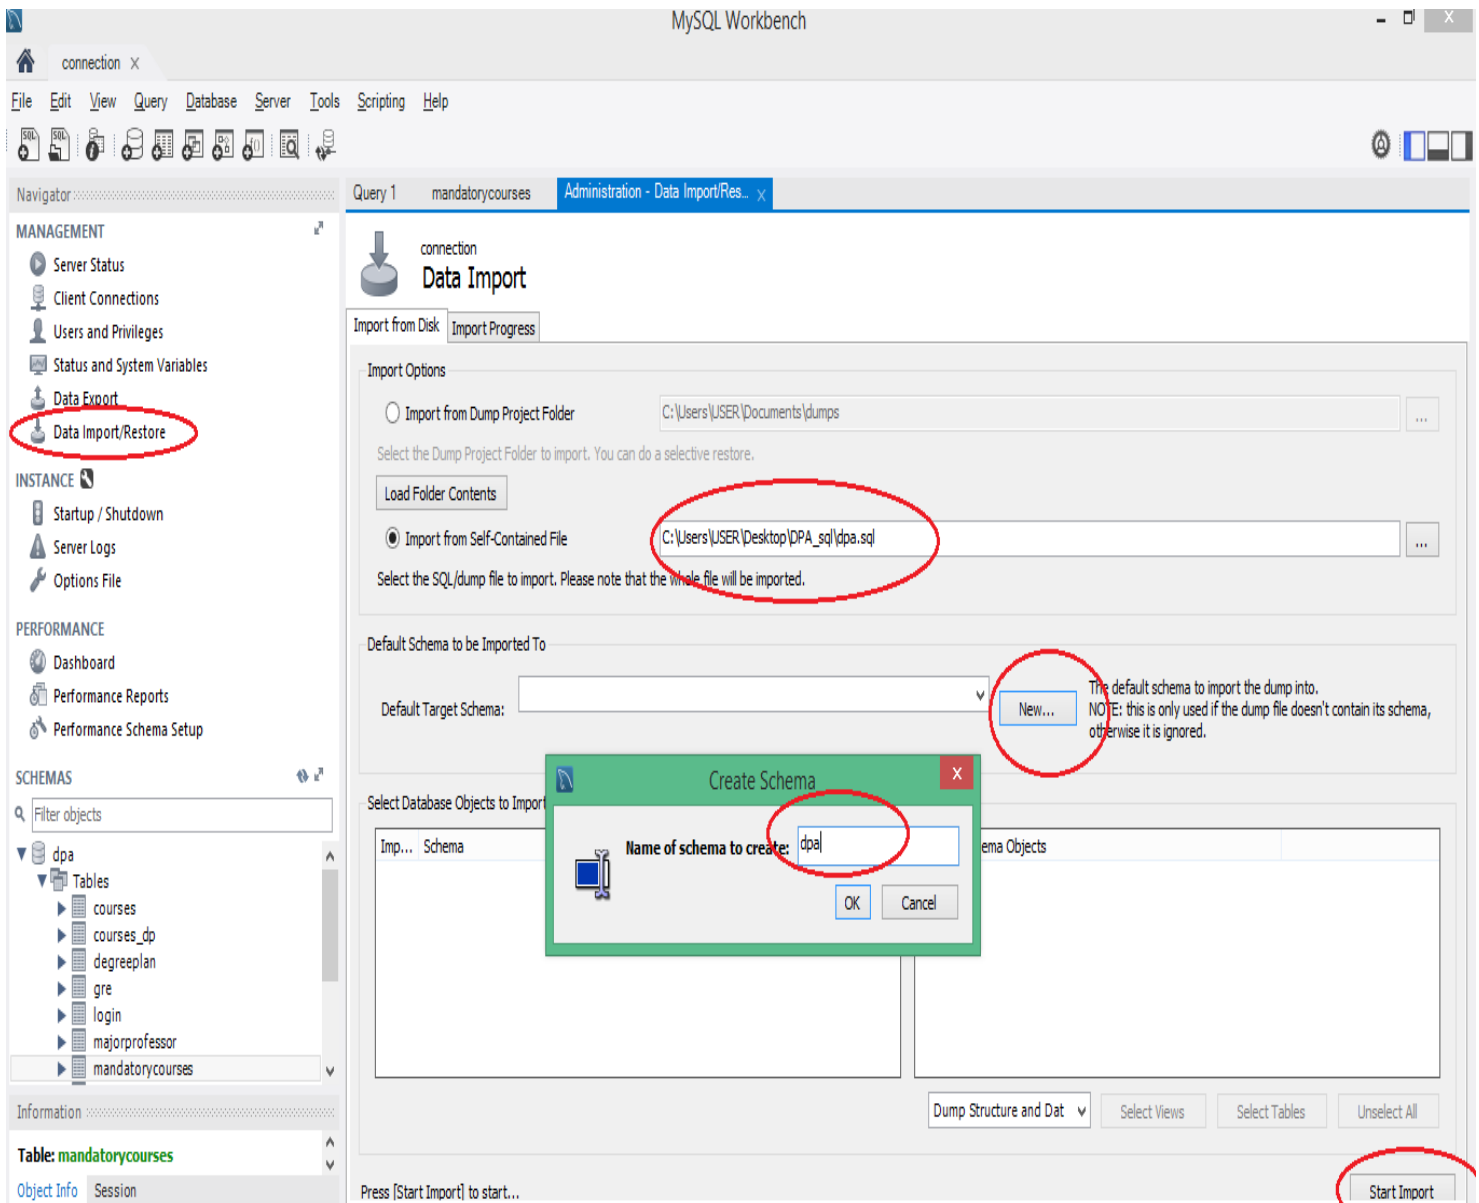 MySQL Workbench
connection
File Edit View Query Database Server Tools Scripting Help
Navigator
MANAGEMENT
Server Status
Client Connections
Users and Privileges
Status and System Variables
Data Export
Data Import/Restore
INSTANCE
Startup / Shutdown
Server Logs
Options File
PERFORMANCE
Dashboard
Performance Reports
Performance Schema Setup
SCHEMAS
Filter objects
dpa
Tables
courses
courses_dp
degreeplan
gre
login
majorprofessor
mandatorycourses
Information
Table: mandatorycourses
Object Info Session
Query 1 mandatorycourses Administration - Data Import/Res...
connection
Data Import
Import from Disk Import Progress
Import Options
Import from Dump Project Folder C:\Users\USER\Documents\dumps ...
Select the Dump Project Folder to import. You can do a selective restore.
Load Folder Contents
Import from Self-Contained File C:\Users\USER\Desktop\DPA_sql\dpa.sql ...
Select the SQL/dump file to import. Please note that the whole file will be imported.
Default Schema to be Imported To
Default Target Schema: New...
The default schema to import the dump into.
NOTE: this is only used if the dump file doesn't contain its schema,
otherwise it is ignored.
Create Schema
Name of schema to create: dpa
OK Cancel
Select Database Objects to Import
Imp... Schema ema Objects
Dump Structure and Dat Select Views Select Tables Unselect All
Press [Start Import] to start... Start Import